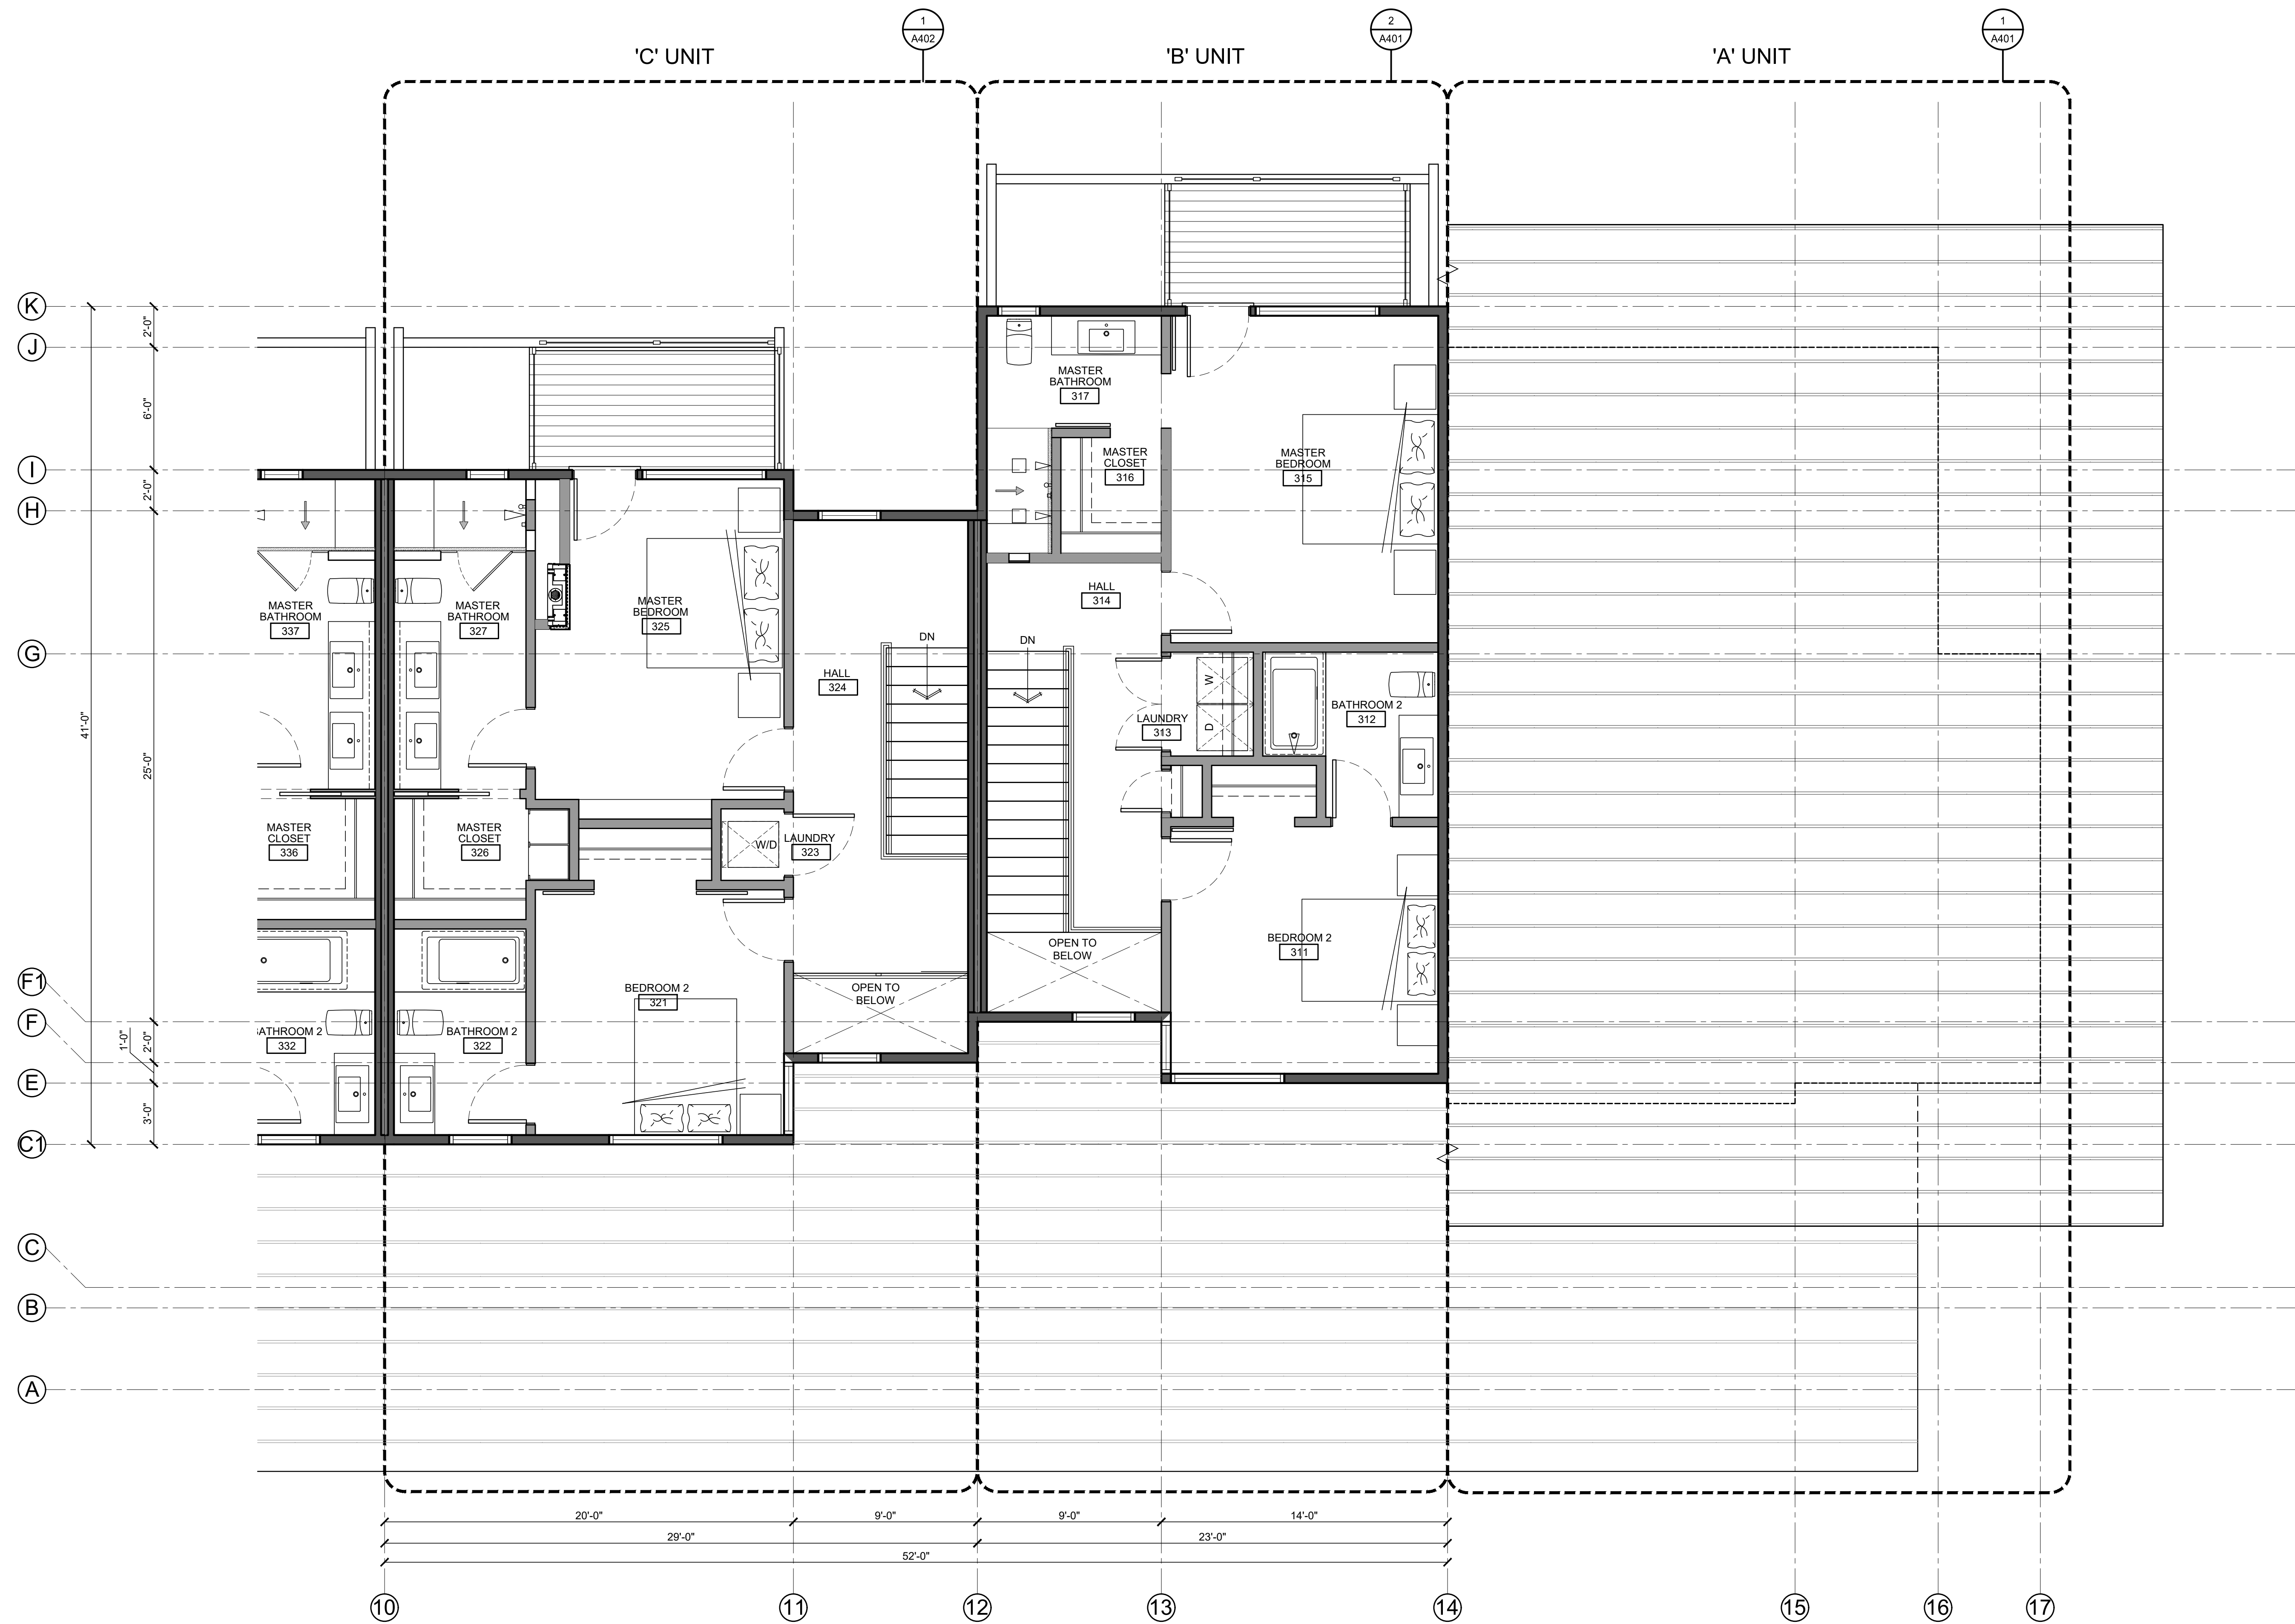 1
A402
2
A401
1
A401
'C' UNIT
'B' UNIT
'A' UNIT
K
J
I
H
G
F1
F
E
C1
C
B
A
2'-0"
6'-0"
2'-0"
41'-0"
25'-0"
1'-0"
2'-0"
3'-0"
MASTER
BATHROOM
317
MASTER
CLOSET
316
MASTER
BEDROOM
315
HALL
314
MASTER
BATHROOM
337
MASTER
BATHROOM
327
MASTER
BEDROOM
325
HALL
324
DN
DN
W
D
LAUNDRY
313
BATHROOM 2
312
MASTER
CLOSET
336
MASTER
CLOSET
326
W/D
LAUNDRY
323
BEDROOM 2
311
OPEN TO
BELOW
OPEN TO
BELOW
BEDROOM 2
321
BATHROOM 2
332
BATHROOM 2
322
20'-0"
9'-0"
9'-0"
14'-0"
29'-0"
23'-0"
52'-0"
10
11
12
13
14
15
16
17